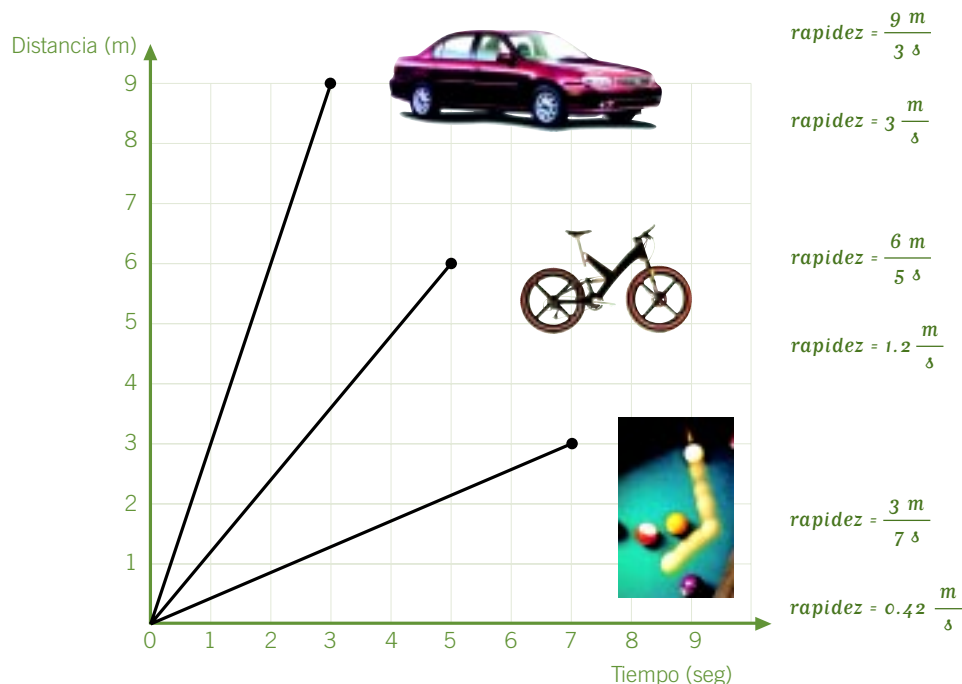 Distancia (m)
9
8
7
6
5
4
3
2
1
0 1 2 3 4 5 6 7 8 9
Tiempo (seg)
rapidez = 9 m / 3 s
rapidez = 3 m / s
rapidez = 6 m / 5 s
rapidez = 1.2 m / s
rapidez = 3 m / 7 s
rapidez = 0.42 m / s